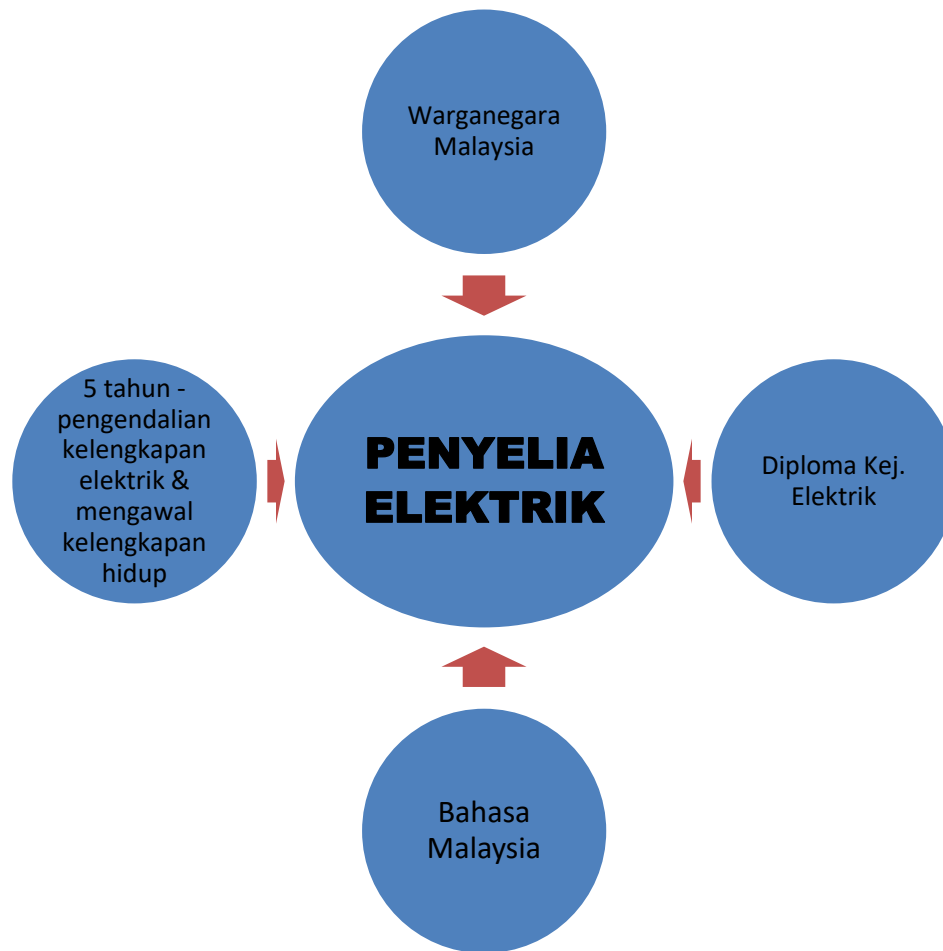 Warganegara
Malaysia
5 tahun -
pengendalian
kelengkapan
elektrik &
mengawal
kelengkapan
hidup
PENYELIA
ELEKTRIK
Diploma Kej.
Elektrik
Bahasa
Malaysia